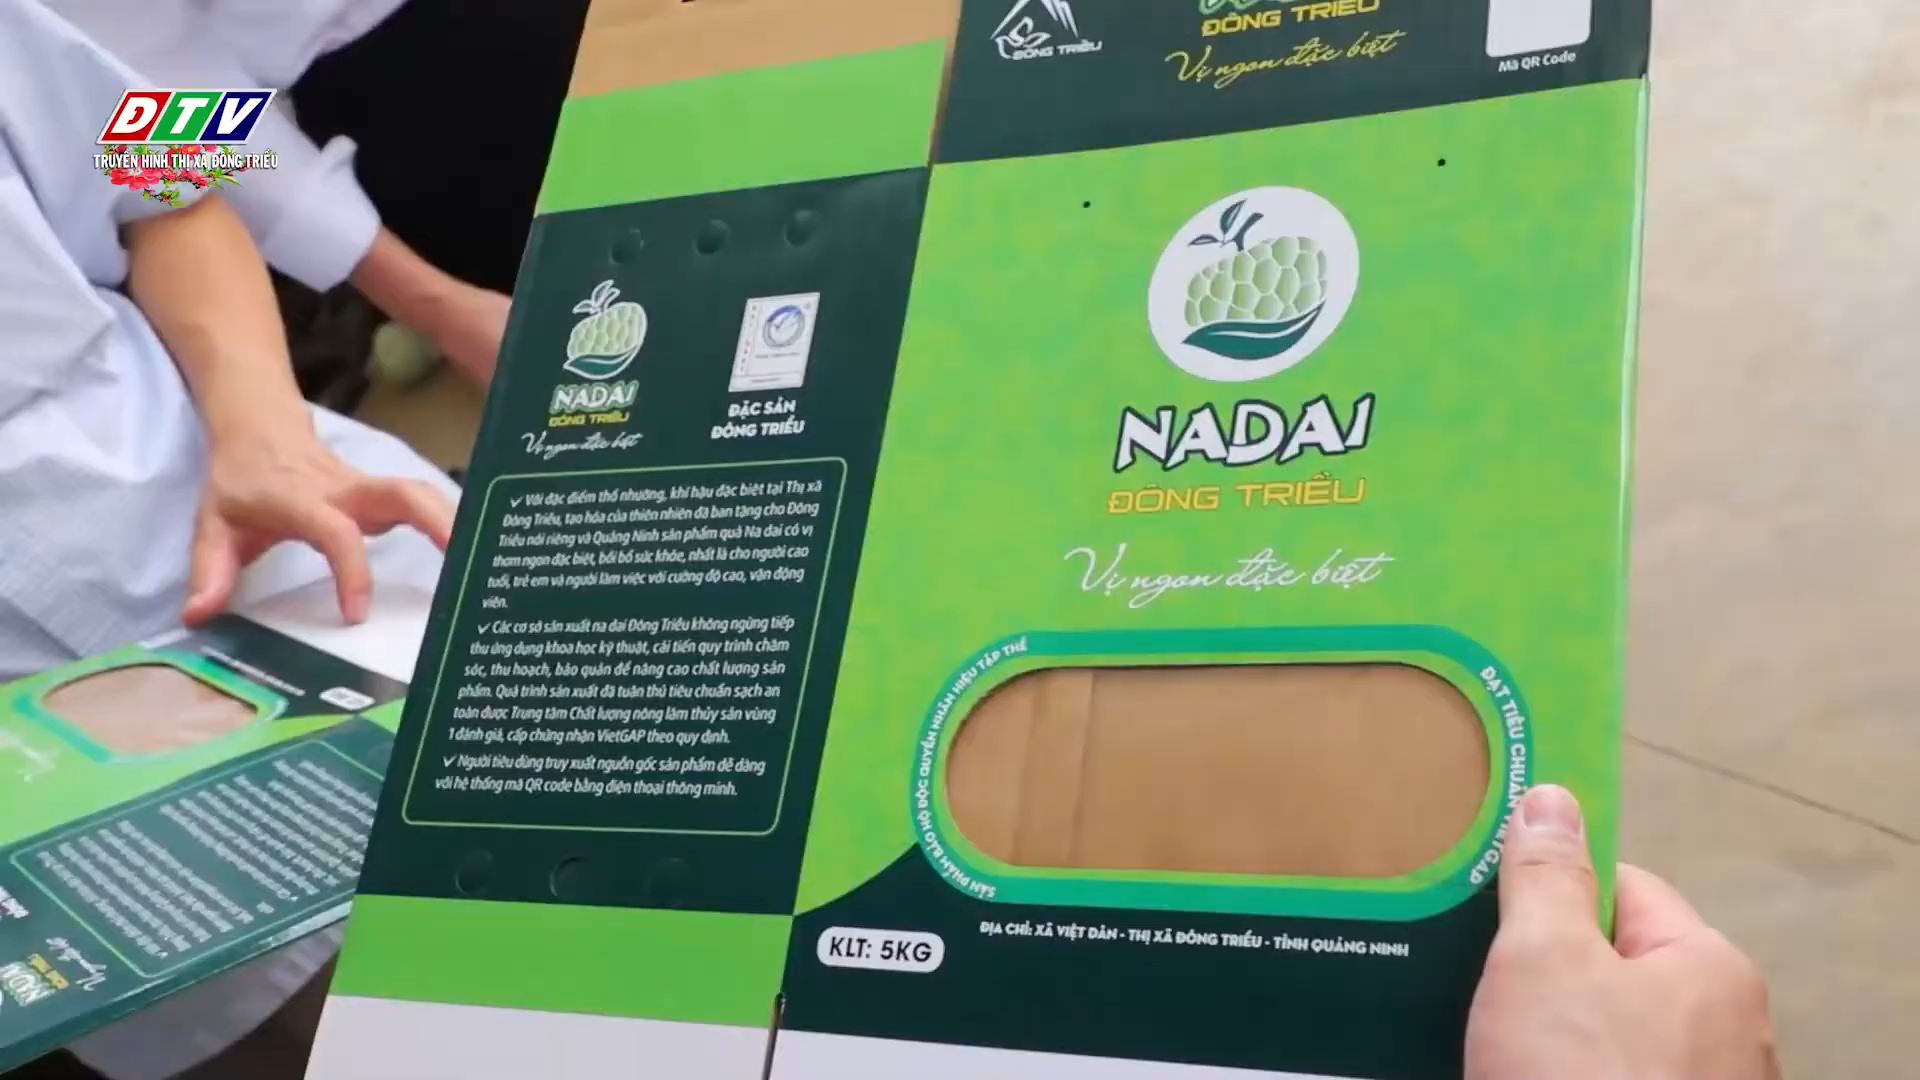 ĐTV
TRUYỀN HÌNH THỊ XÃ ĐÔNG TRIỀU
ĐÔNG TRIỀU
ĐÔNG TRIỀU
Vị ngon đặc biệt
Mã QR Code
NADAI
ĐÔNG TRIỀU
Vị ngon đặc biệt
ĐẶC SẢN
ĐÔNG TRIỀU
✓ Với đặc điểm thổ nhưỡng, khí hậu đặc biệt tại Thị xã
Đông Triều, tạo hóa của thiên nhiên đã ban tặng cho Đông
Triều nói riêng và Quảng Ninh sản phẩm quả Na dai có vị
thơm ngon đặc biệt, bồi bổ sức khỏe, nhất là cho người cao
tuổi, trẻ em và người làm việc với cường độ cao, vận động
viên.
✓ Các cơ sở sản xuất na dai Đông Triều không ngừng tiếp
thu ứng dụng khoa học kỹ thuật, cải tiến quy trình chăm
sóc, thu hoạch, bảo quản để nâng cao chất lượng sản
phẩm. Quá trình sản xuất đã tuân thủ tiêu chuẩn sạch an
toàn được Trung tâm Chất lượng nông lâm thủy sản vùng
1 đánh giá, cấp chứng nhận VietGAP theo quy định.
✓ Người tiêu dùng truy xuất nguồn gốc sản phẩm dễ dàng
với hệ thống mã QR code bằng điện thoại thông minh.
NADAI
ĐÔNG TRIỀU
Vị ngon đặc biệt
SẢN PHẨM BẢO HỘ ĐỘC QUYỀN NHÃN HIỆU TẬP THỂ
ĐẠT TIÊU CHUẨN VIETGAP
KLT: 5KG
ĐỊA CHỈ: XÃ VIỆT DÂN - THỊ XÃ ĐÔNG TRIỀU - TỈNH QUẢNG NINH